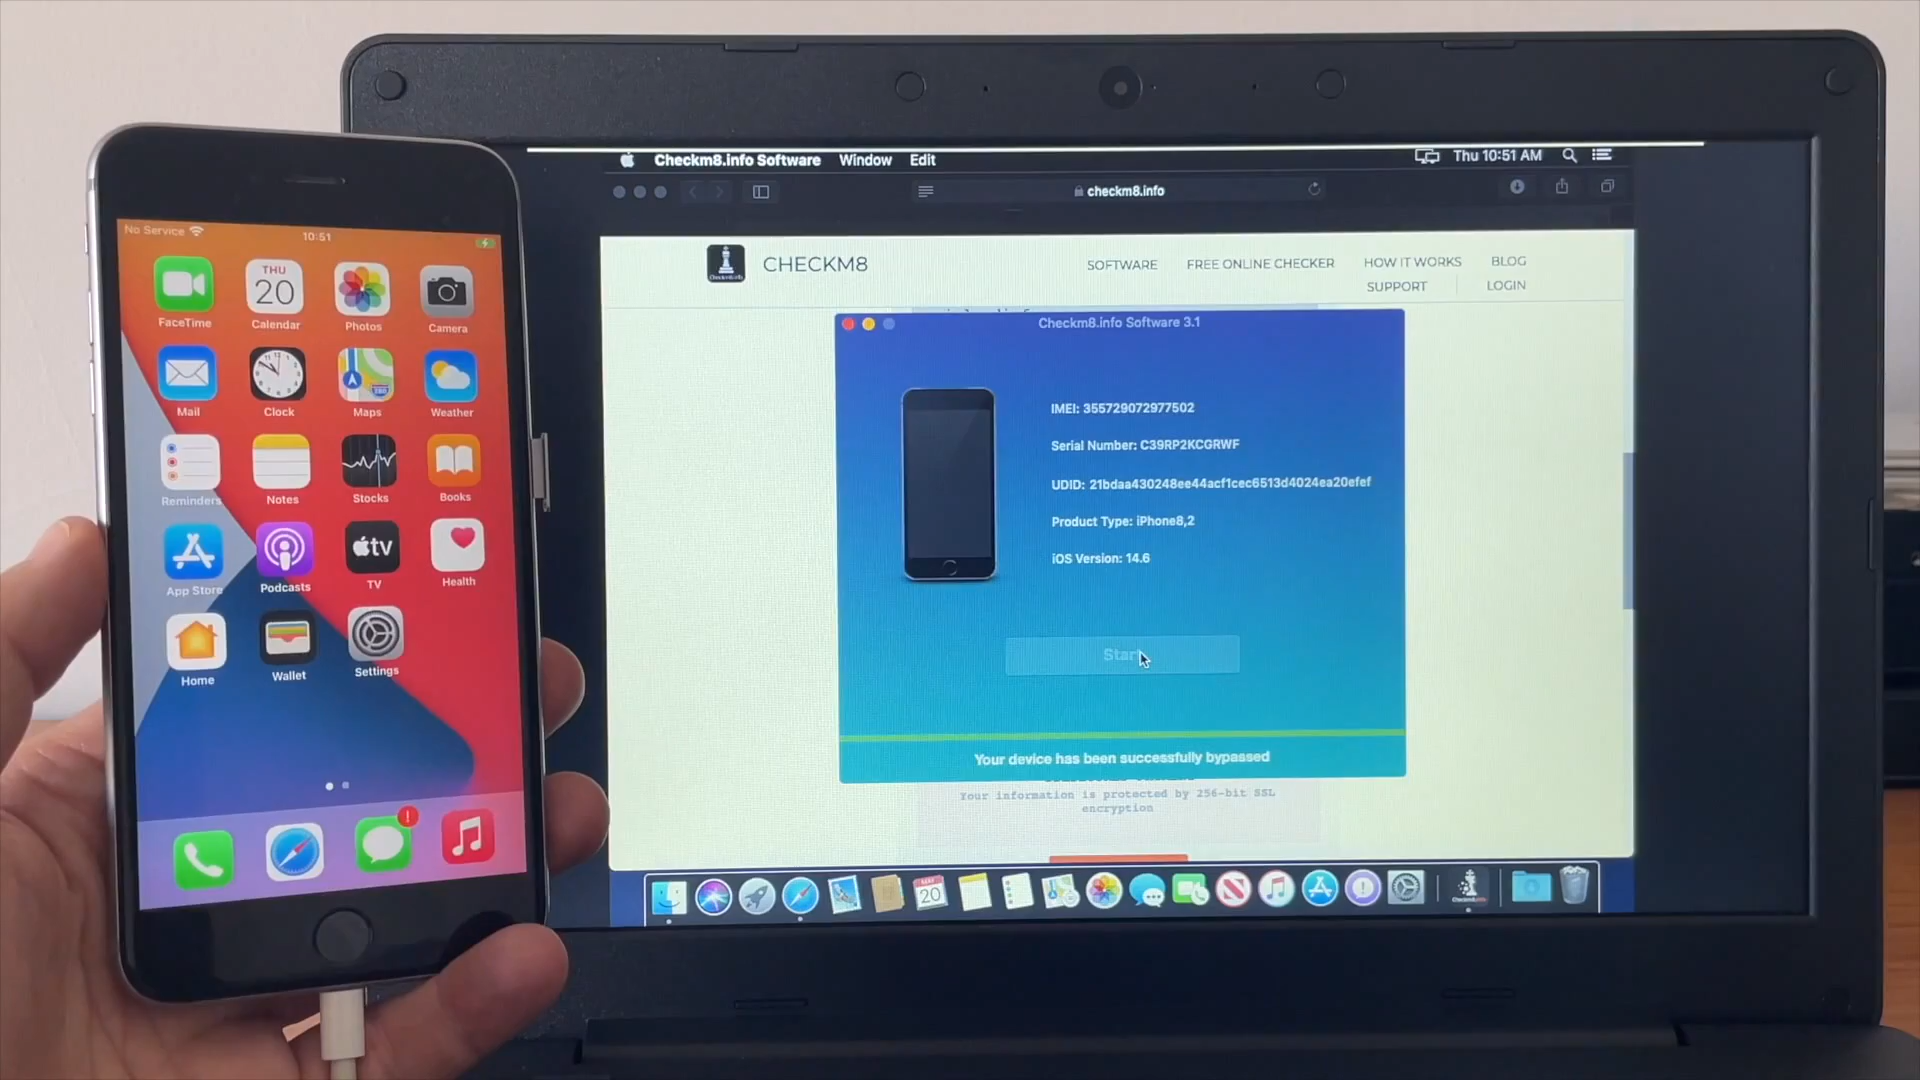 No Service
10:51
FaceTime
THU
20
Calendar
Photos
Camera
Mail
Clock
280
Maps
Weather
Reminders
Notes
Stocks
Books
App Store
Podcasts
tv
TV
Health
Home
Wallet
Settings
!
Checkm8.info Software Window Edit
Thu 10:51 AM
checkm8.info
CHECKM8
SOFTWARE FREE ONLINE CHECKER HOW IT WORKS BLOG
SUPPORT LOGIN
Checkm8.info Software 3.1
IMEI: 355729072977502
Serial Number: C39RP2KCGRWF
UDID: 21bdaa430248ee44acf1cec6513d4024ea20efef
Product Type: iPhone8,2
iOS Version: 14.6
Start
Your device has been successfully bypassed
Your information is protected by 256-bit SSL
encryption
20